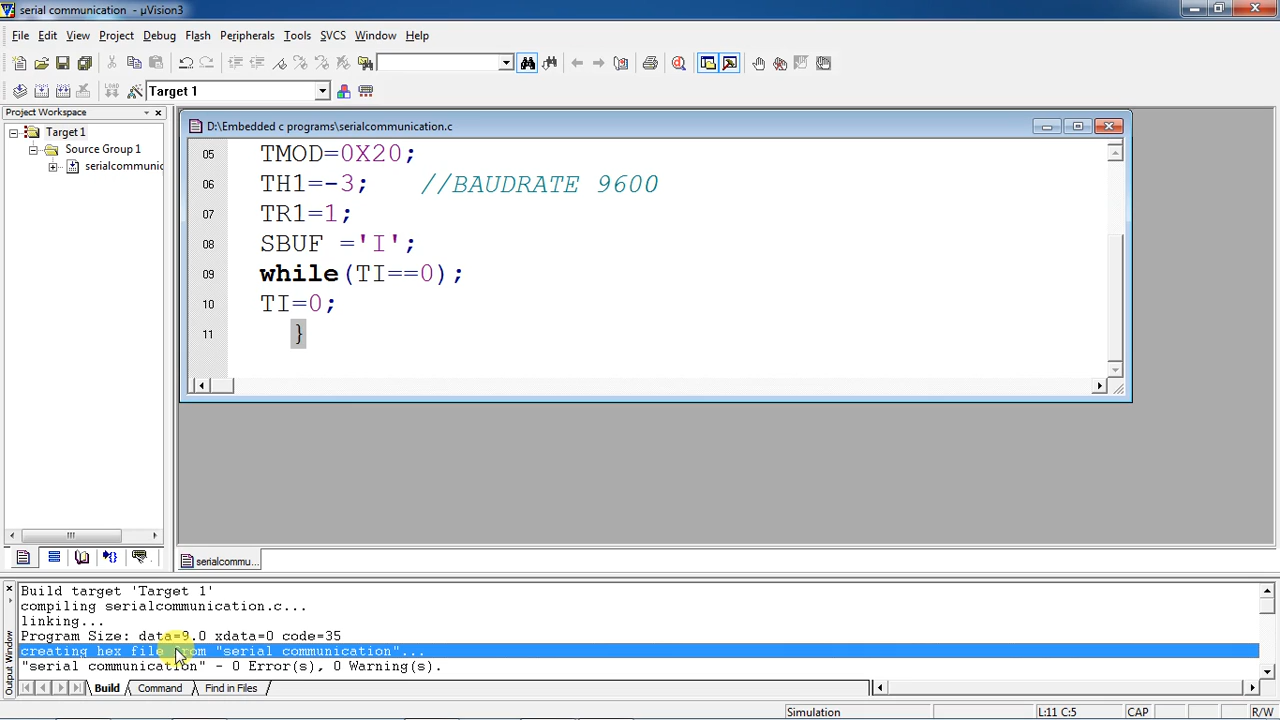 serial communication - µVision3
File Edit View Project Debug Flash Peripherals Tools SVCS Window Help
LOAD Target 1
Project Workspace
Target 1
Source Group 1
serialcommunic
D:\Embedded c programs\serialcommunication.c
05 TMOD=0X20;
06 TH1=-3; //BAUDRATE 9600
07 TR1=1;
08 SBUF ='I';
09 while(TI==0);
10 TI=0;
11 }
serialcommu...
Output Window
Build target 'Target 1'
compiling serialcommunication.c...
linking...
Program Size: data=9.0 xdata=0 code=35
creating hex file from "serial communication"...
"serial communication" - 0 Error(s), 0 Warning(s).
Build Command Find in Files
Simulation L:11 C:5 CAP R/W